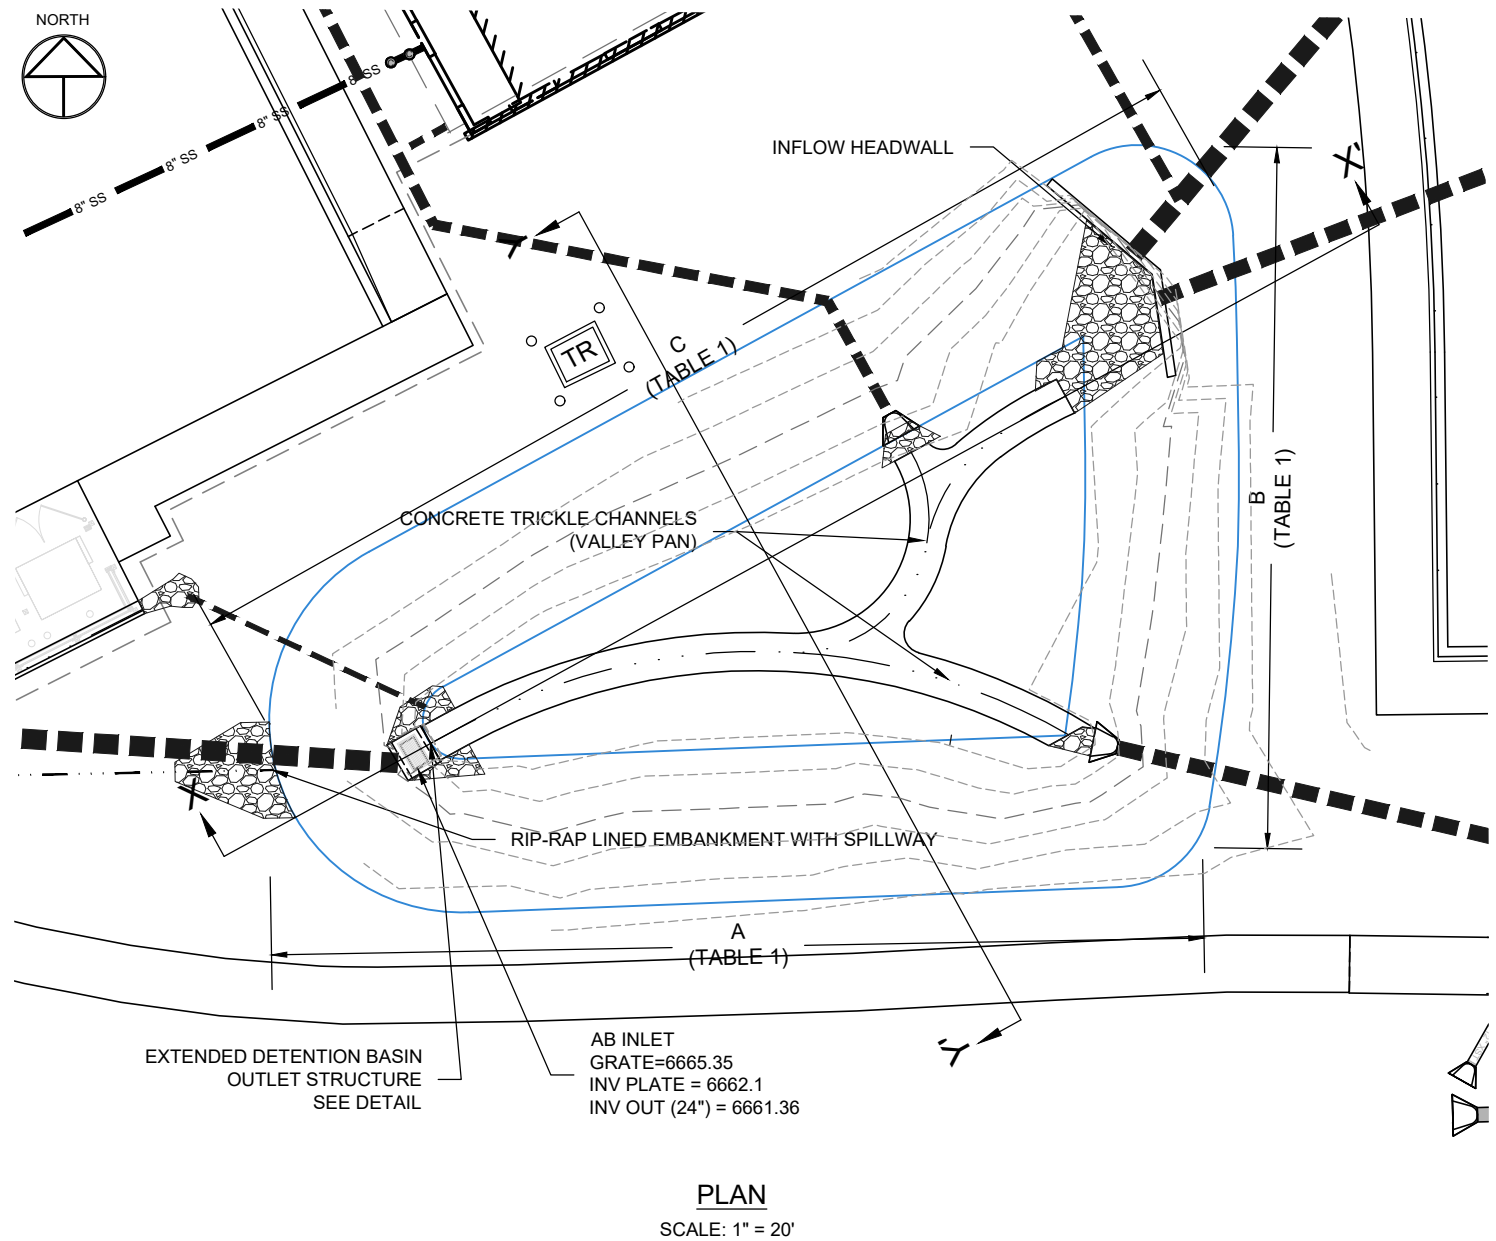 NORTH
8" SS
8" SS
8" SS
8" SS
INFLOW HEADWALL
X'
Y
TR
C
(TABLE 1)
B
(TABLE 1)
CONCRETE TRICKLE CHANNELS
(VALLEY PAN)
X
RIP-RAP LINED EMBANKMENT WITH SPILLWAY
A
(TABLE 1)
EXTENDED DETENTION BASIN
OUTLET STRUCTURE
SEE DETAIL
AB INLET
GRATE=6665.35
INV PLATE = 6662.1
INV OUT (24") = 6661.36
Y'
PLAN
SCALE: 1" = 20'